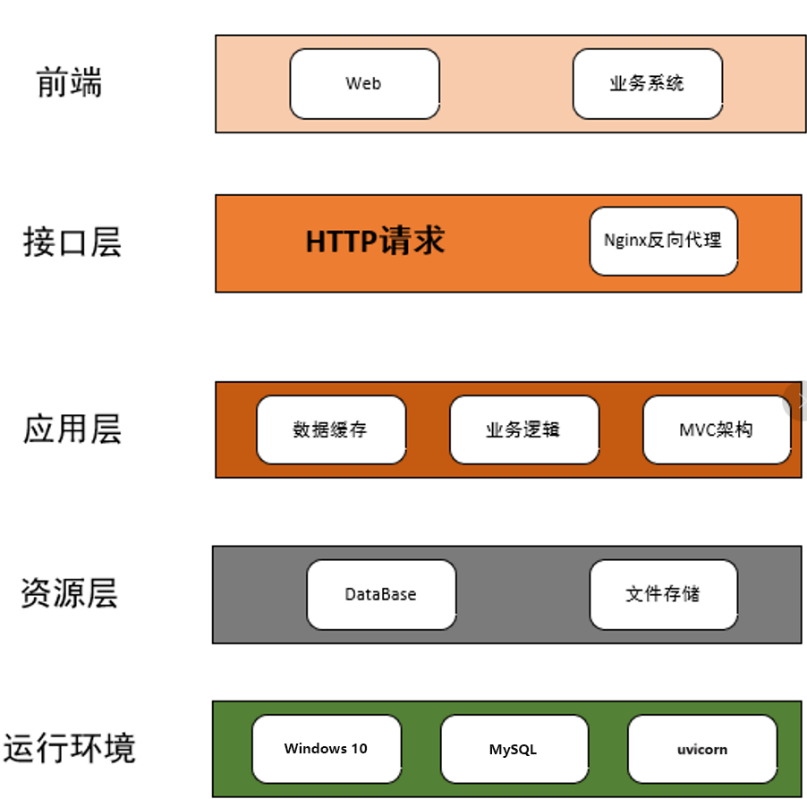 前端
Web
业务系统
接口层
HTTP请求
Nginx反向代理
应用层
数据缓存
业务逻辑
MVC架构
资源层
DataBase
文件存储
运行环境
Windows 10
MySQL
uvicorn